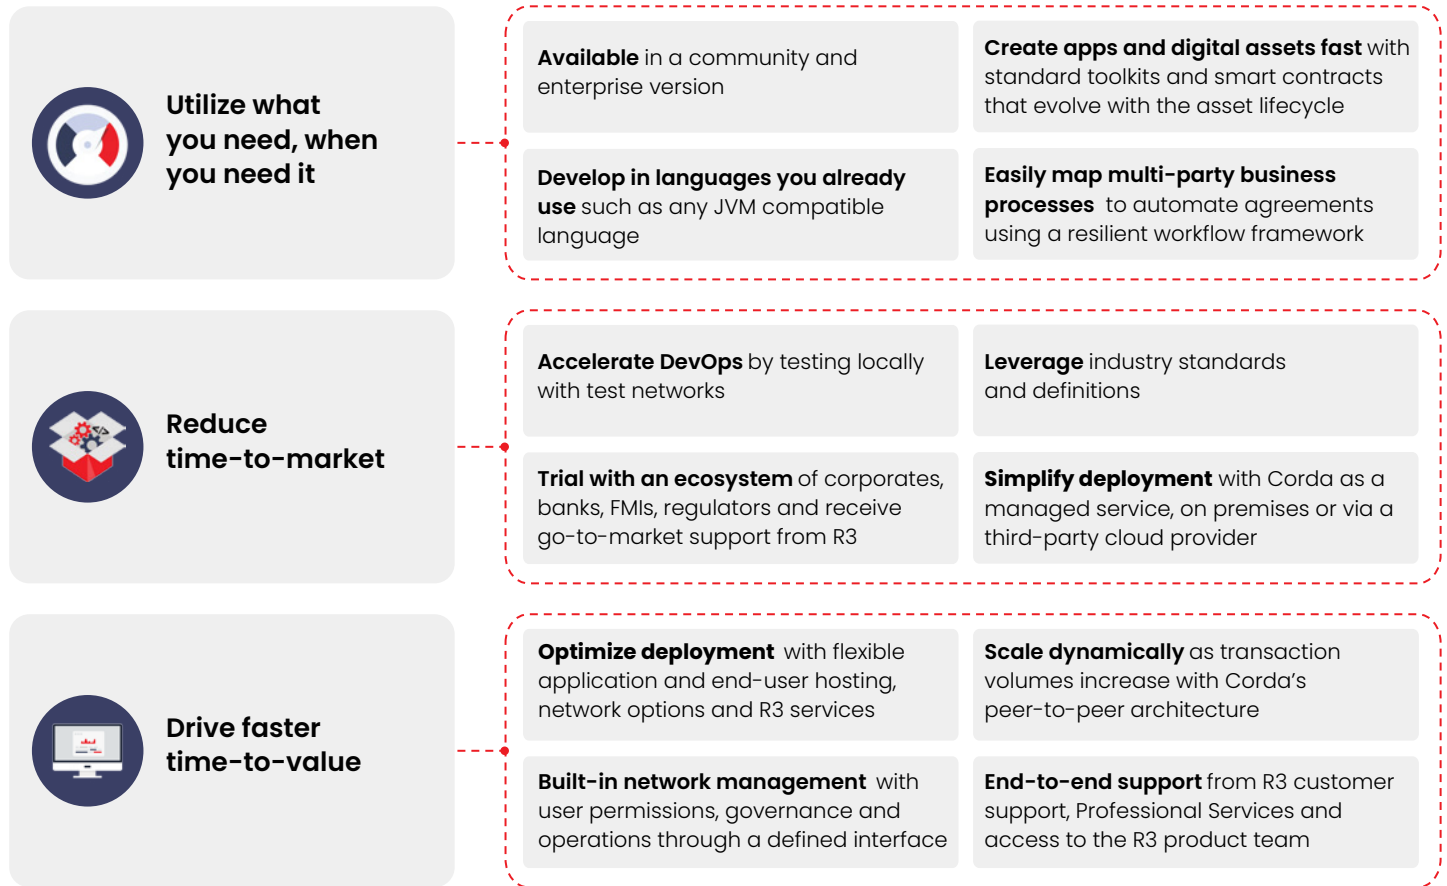 Utilize what
you need, when
you need it
Available in a community and
enterprise version
Create apps and digital assets fast with
standard toolkits and smart contracts
that evolve with the asset lifecycle
Develop in languages you already
use such as any JVM compatible
language
Easily map multi-party business
processes to automate agreements
using a resilient workflow framework
Reduce
time-to-market
Accelerate DevOps by testing locally
with test networks
Leverage industry standards
and definitions
Trial with an ecosystem of corporates,
banks, FMIs, regulators and receive
go-to-market support from R3
Simplify deployment with Corda as a
managed service, on premises or via a
third-party cloud provider
Drive faster
time-to-value
Optimize deployment with flexible
application and end-user hosting,
network options and R3 services
Scale dynamically as transaction
volumes increase with Corda’s
peer-to-peer architecture
Built-in network management with
user permissions, governance and
operations through a defined interface
End-to-end support from R3 customer
support, Professional Services and
access to the R3 product team